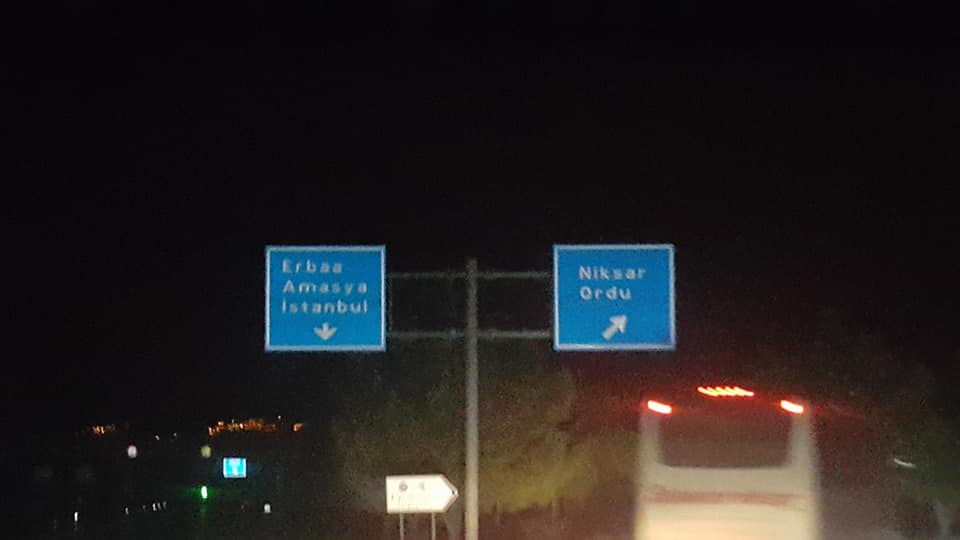 Erbaa
Amasya
İstanbul
Niksar
Ordu